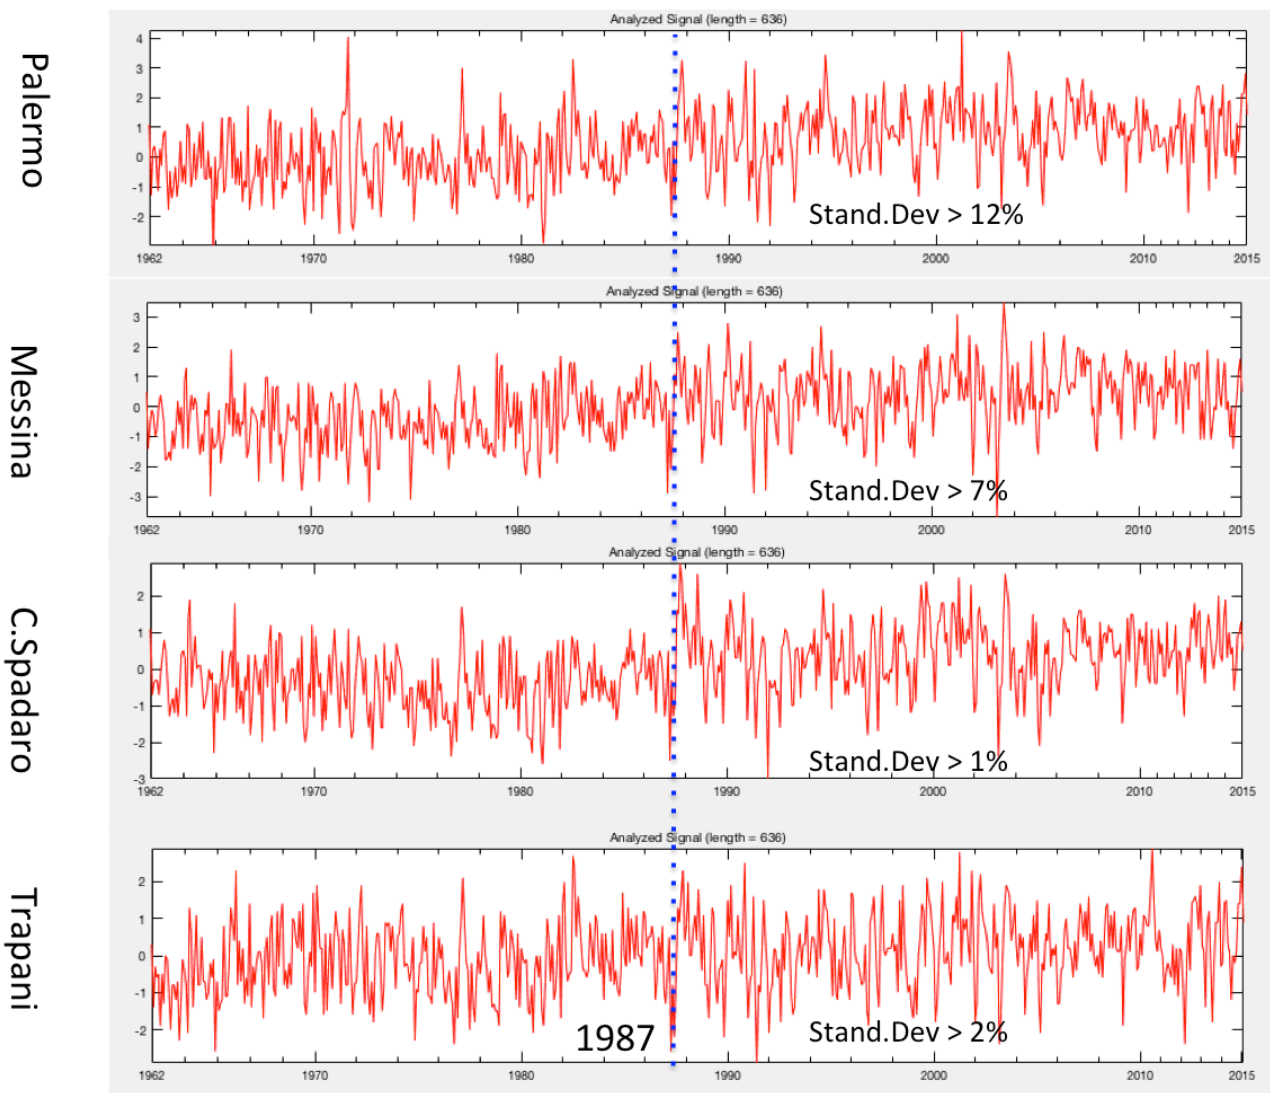 Analyzed Signal (length = 636)
Palermo
4
3
2
1
0
-1
-2
Stand.Dev > 12%
1962 1970 1980 1990 2000 2010 2015
Analyzed Signal (length = 636)
Messina
3
2
1
0
-1
-2
-3
Stand.Dev > 7%
1962 1970 1980 1990 2000 2010 2015
Analyzed Signal (length = 636)
C.Spadaro
2
1
0
-1
-2
-3
Stand.Dev > 1%
1962 1970 1980 1990 2000 2010 2015
Analyzed Signal (length = 636)
Trapani
2
1
0
-1
-2
1987
Stand.Dev > 2%
1962 1970 1980 1990 2000 2010 2015